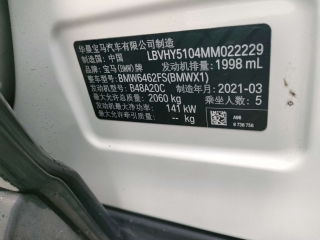 华晨宝马汽车有限公司制造
制造国: 中国 LBVHY5104MM022229
品牌: 宝马(BMW)牌 发动机排量: 1998 mL
整车型号: BMW6462FS(BMWX1)
发动机型号: B48A20C 制造年月: 2021-03
最大允许总质量: 2060 kg 乘坐人数: 5
发动机最大净功率: 141 kW
最大允许牵引质量: - kg
A96